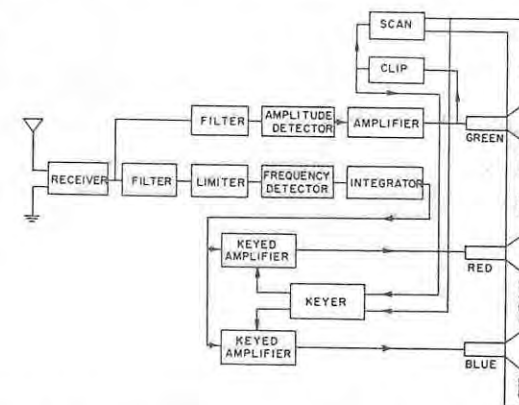 SCAN
CLIP
FILTER
AMPLITUDE
DETECTOR
AMPLIFIER
GREEN
RECEIVER
FILTER
LIMITER
FREQUENCY
DETECTOR
INTEGRATOR
KEYED
AMPLIFIER
RED
KEYER
KEYED
AMPLIFIER
BLUE